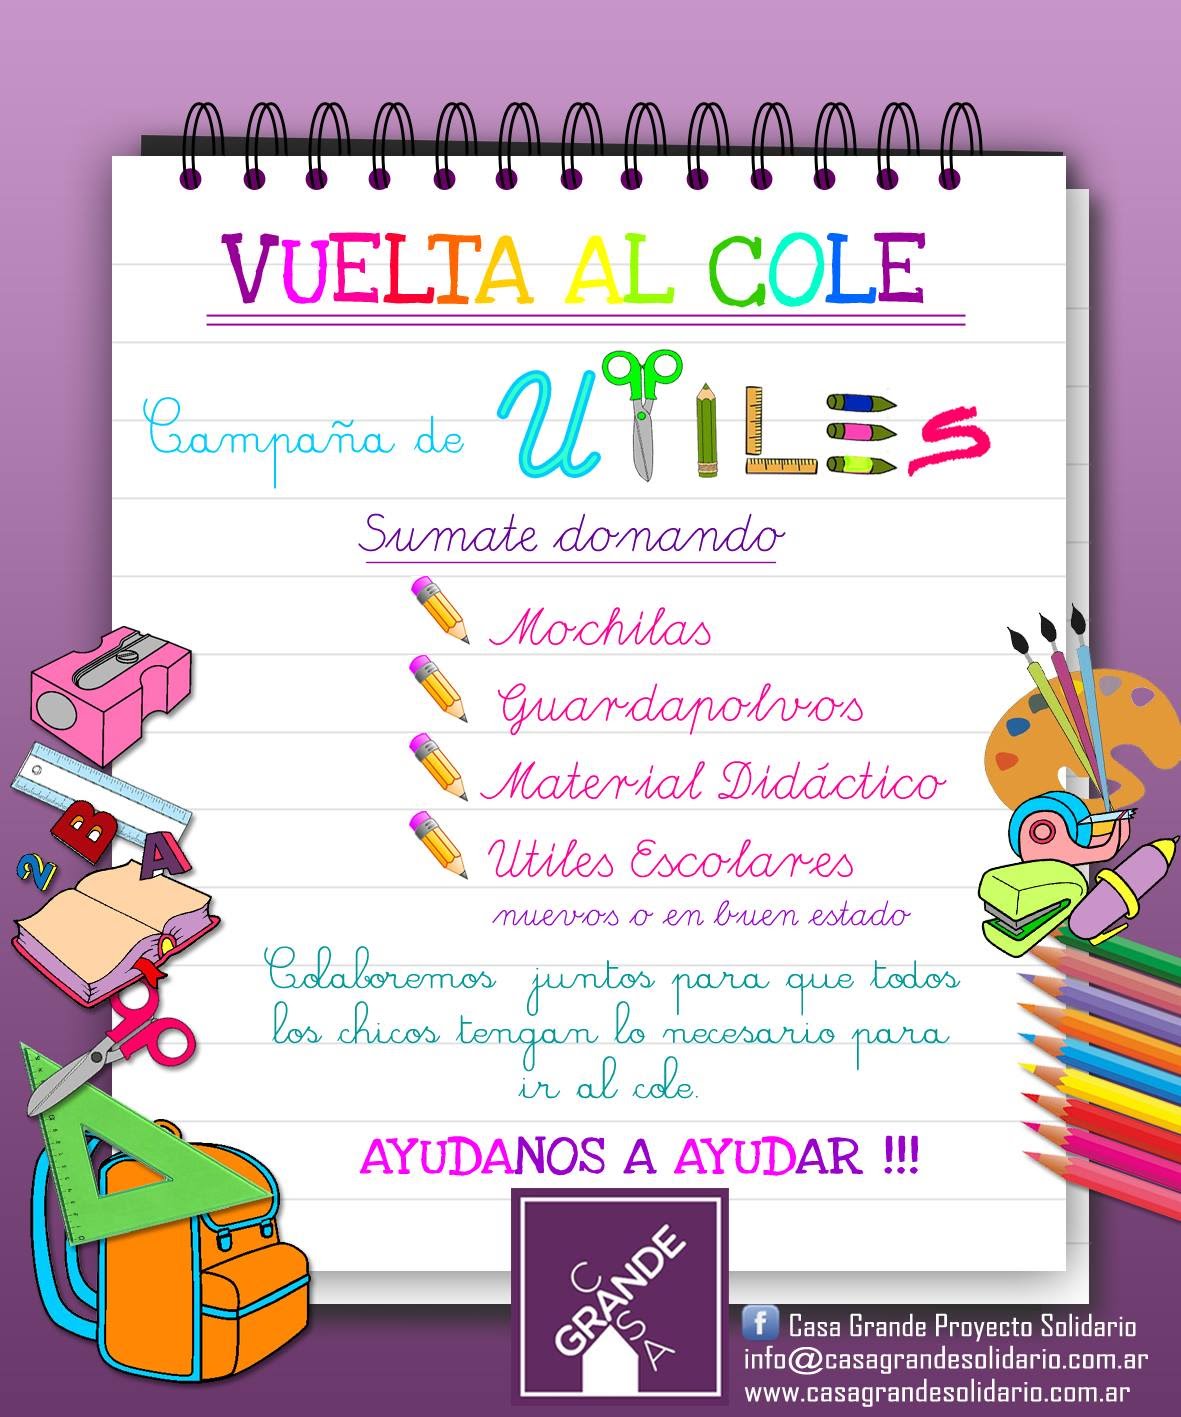 VUELTA AL COLE
Campaña de UTILES
Sumate donando
Mochilas
Guardapolvos
Material Didáctico
Utiles Escolares
nuevos o en buen estado
Colaboremos juntos para que todos
los chicos tengan lo necesario para
ir al cole.
AYUDANOS A AYUDAR !!!
CASA
GRANDE
f Casa Grande Proyecto Solidario
info@casagrandesolidario.com.ar
www.casagrandesolidario.com.ar
B
A
2